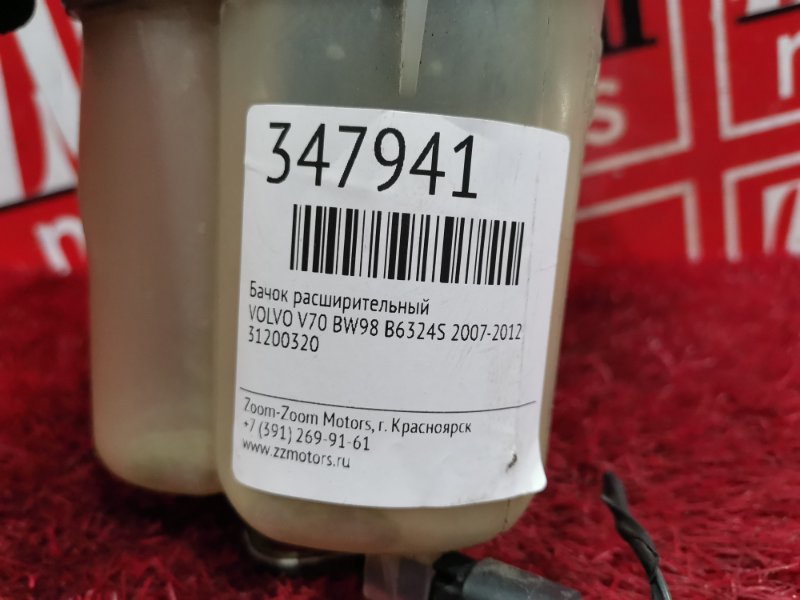 347941
Бачок расширительный
VOLVO V70 BW98 B6324S 2007-2012
31200320
Zoom-Zoom Motors, г. Красноярск
+7 (391) 269-91-61
www.zzmotors.ru